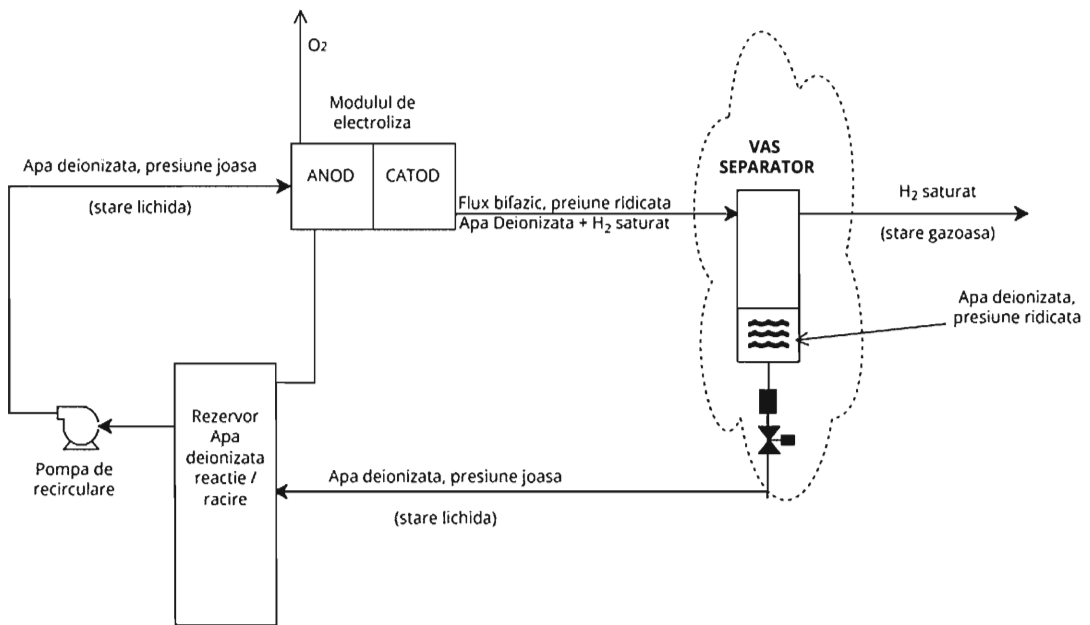 O₂
Modulul de
electroliza
Apa deionizata, presiune joasa
(stare lichida)
ANOD
CATOD
Flux bifazic, preiune ridicata
Apa Deionizata + H₂ saturat
VAS
SEPARATOR
H₂ saturat
(stare gazoasa)
Apa deionizata,
presiune ridicata
Rezervor
Apa
deionizata
reactie /
racire
Pompa de
recirculare
Apa deionizata, presiune joasa
(stare lichida)